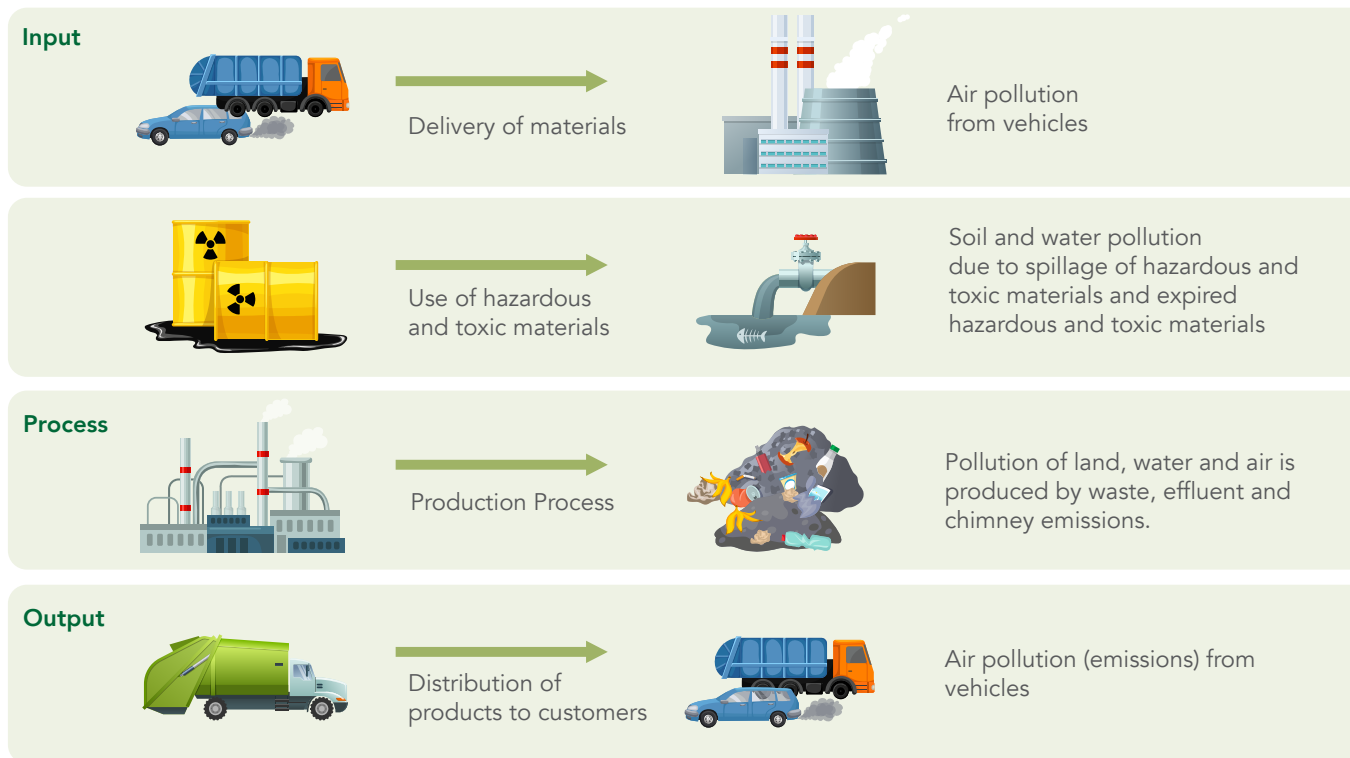 Input
Delivery of materials
Air pollution
from vehicles
Use of hazardous
and toxic materials
Soil and water pollution
due to spillage of hazardous and
toxic materials and expired
hazardous and toxic materials
Process
Production Process
Pollution of land, water and air is
produced by waste, effluent and
chimney emissions.
Output
Distribution of
products to customers
Air pollution (emissions) from
vehicles